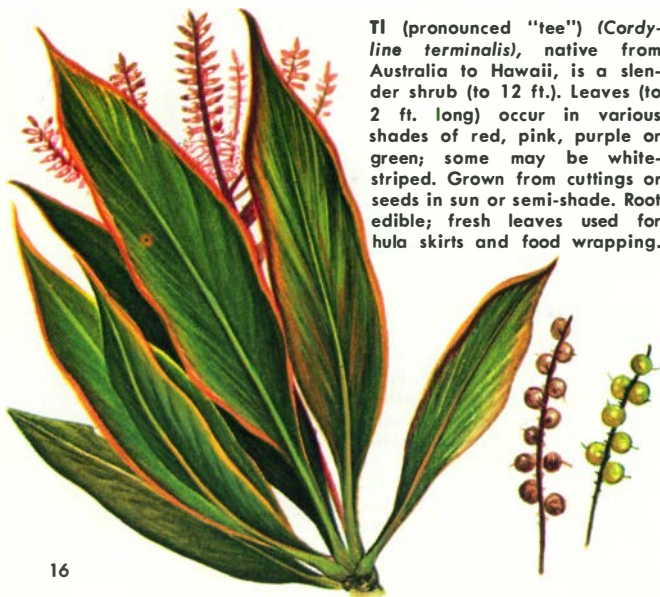 TI (pronounced “tee”) (Cordy-
line terminalis), native from
Australia to Hawaii, is a slen-
der shrub (to 12 ft.). Leaves (to
2 ft. long) occur in various
shades of red, pink, purple or
green; some may be white-
striped. Grown from cuttings or
seeds in sun or semi-shade. Root
edible; fresh leaves used for
hula skirts and food wrapping.
16